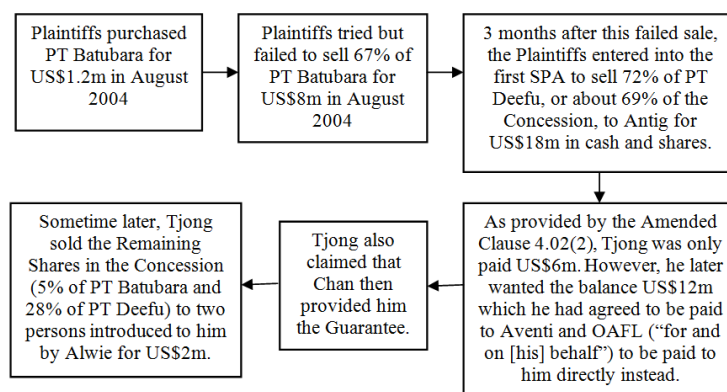 Plaintiffs purchased
PT Batubara for
US$1.2m in August
2004
Plaintiffs tried but
failed to sell 67% of
PT Batubara for
US$8m in August
2004
3 months after this failed sale,
the Plaintiffs entered into the
first SPA to sell 72% of PT
Deefu, or about 69% of the
Concession, to Antig for
US$18m in cash and shares.
As provided by the Amended
Clause 4.02(2), Tjong was only
paid US$6m. However, he later
wanted the balance US$12m
which he had agreed to be paid
to Aventi and OAFL (“for and
on [his] behalf”) to be paid to
him directly instead.
Tjong also
claimed that
Chan then
provided him
the Guarantee.
Sometime later, Tjong
sold the Remaining
Shares in the Concession
(5% of PT Batubara and
28% of PT Deefu) to two
persons introduced to him
by Alwie for US$2m.